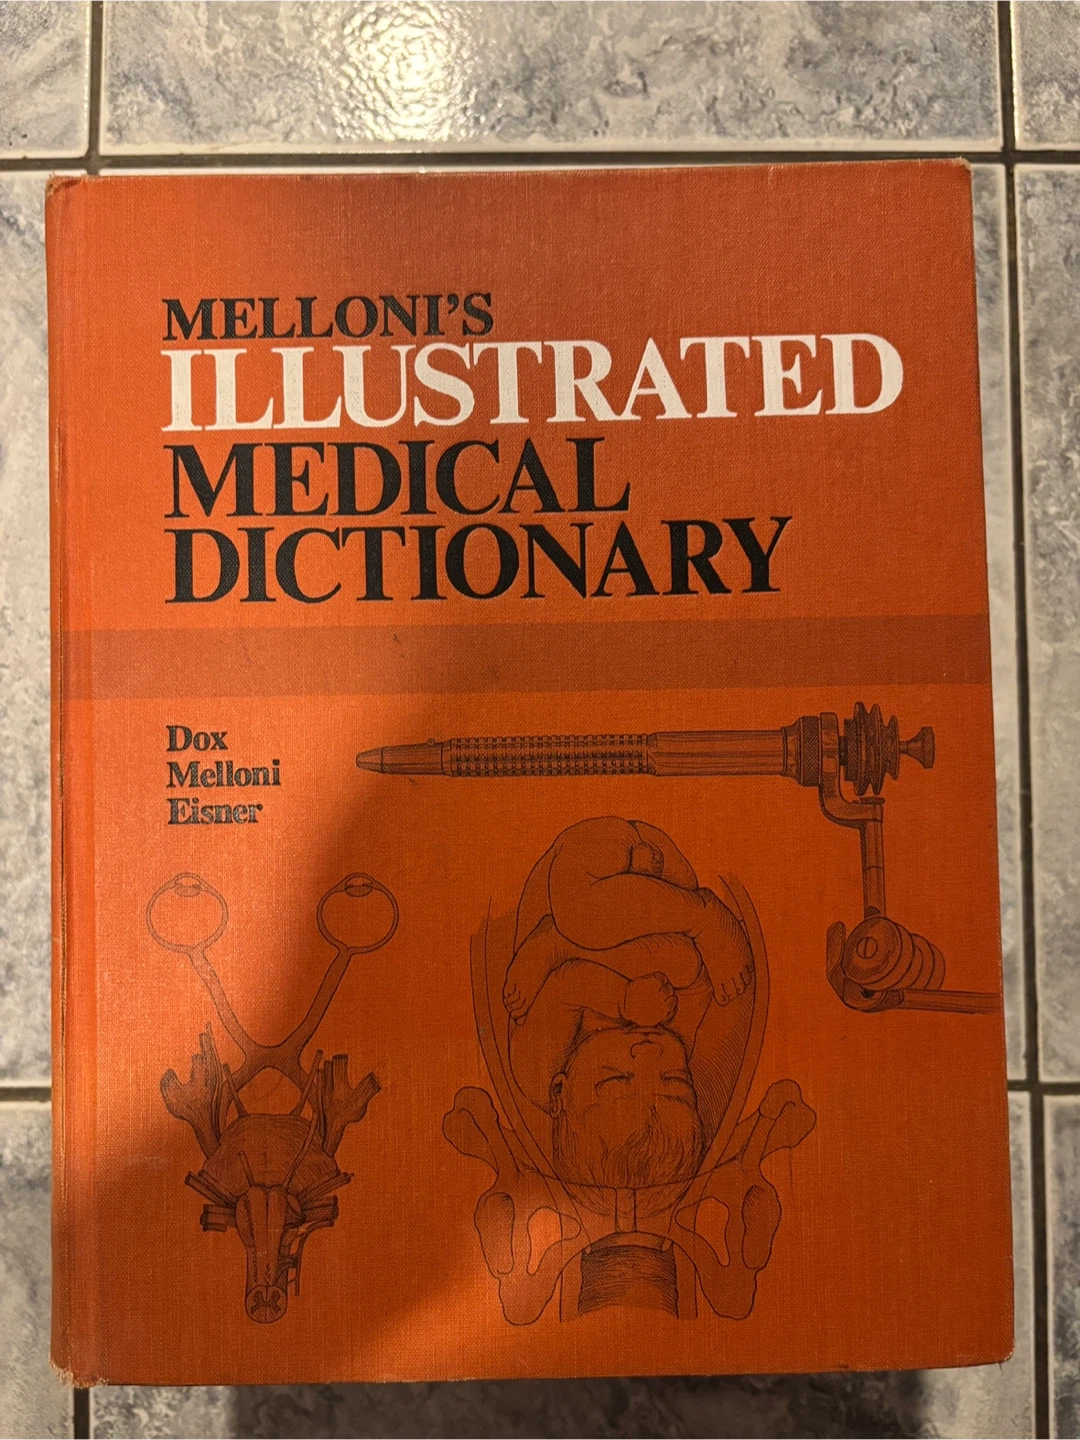 MELLONI'S
ILLUSTRATED
MEDICAL
DICTIONARY
Dox
Melloni
Eisner